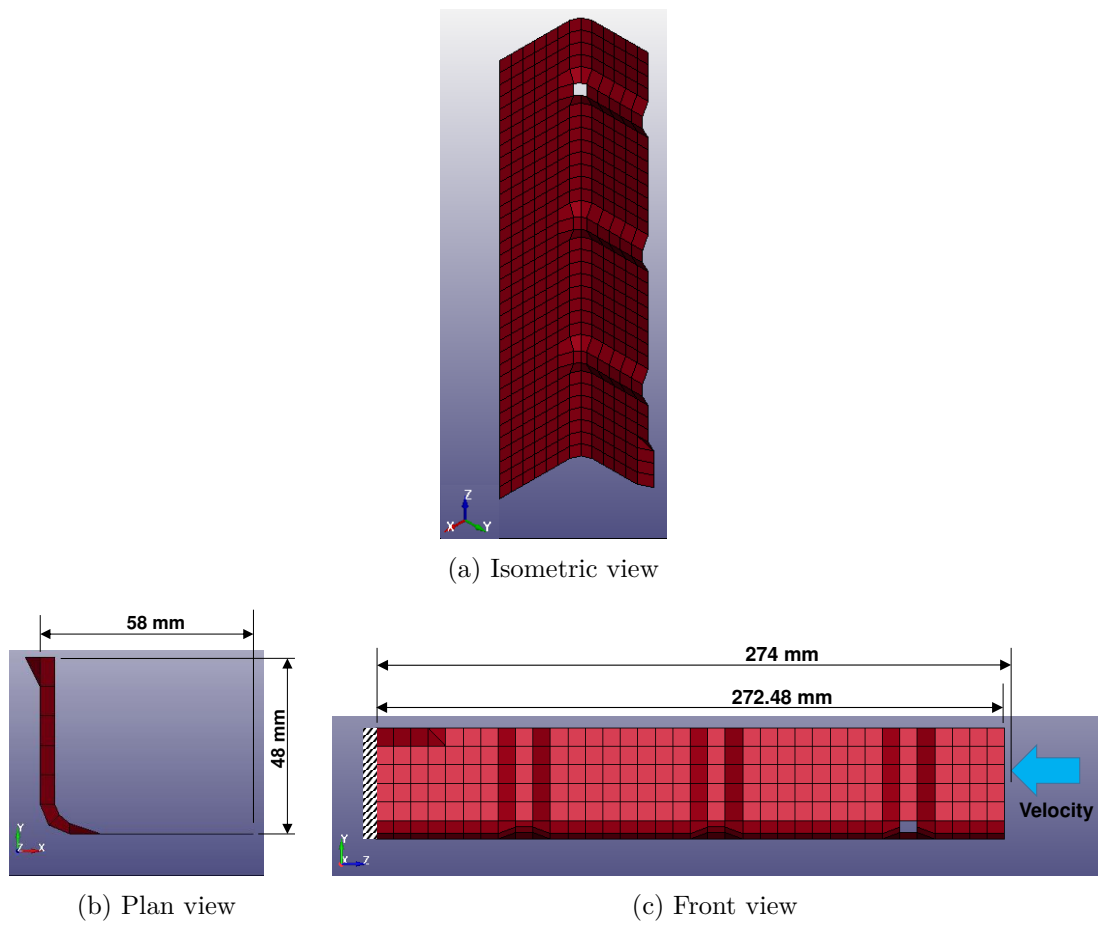 Z
X
Y
(a) Isometric view
58 mm
48 mm
Y
Z
X
(b) Plan view
274 mm
272.48 mm
Velocity
Y
X
Z
(c) Front view